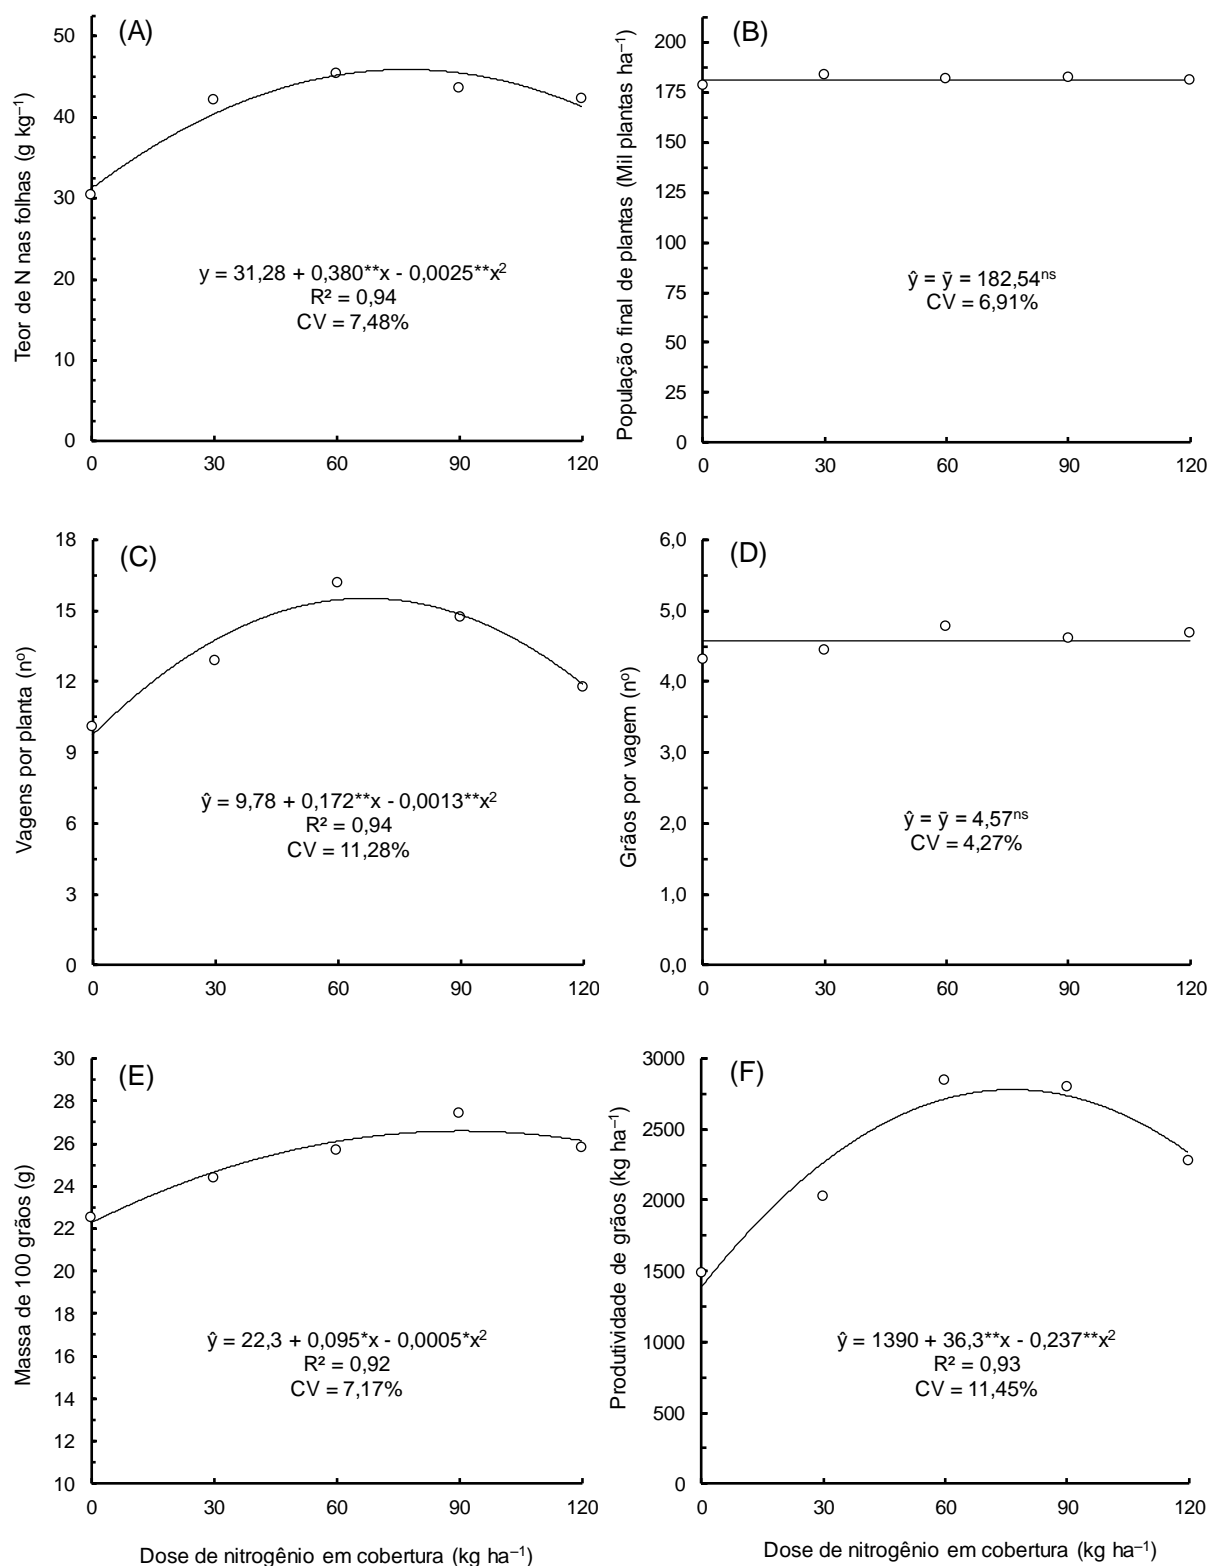 (A)
Teor de N nas folhas (g kg⁻¹)
50
40
30
20
10
0
y = 31,28 + 0,380**x - 0,0025**x²
R² = 0,94
CV = 7,48%
0 30 60 90 120
(B)
População final de plantas (Mil plantas ha⁻¹)
200
175
150
125
100
75
50
25
0
ŷ = ȳ = 182,54ⁿˢ
CV = 6,91%
0 30 60 90 120
(C)
Vagens por planta (nº)
18
15
12
9
6
3
0
ŷ = 9,78 + 0,172**x - 0,0013**x²
R² = 0,94
CV = 11,28%
0 30 60 90 120
(D)
Grãos por vagem (nº)
6,0
5,0
4,0
3,0
2,0
1,0
0,0
ŷ = ȳ = 4,57ⁿˢ
CV = 4,27%
0 30 60 90 120
(E)
Massa de 100 grãos (g)
30
28
26
24
22
20
18
16
14
12
10
ŷ = 22,3 + 0,095*x - 0,0005*x²
R² = 0,92
CV = 7,17%
0 30 60 90 120
Dose de nitrogênio em cobertura (kg ha⁻¹)
(F)
Produtividade de grãos (kg ha⁻¹)
3000
2500
2000
1500
1000
500
0
ŷ = 1390 + 36,3**x - 0,237**x²
R² = 0,93
CV = 11,45%
0 30 60 90 120
Dose de nitrogênio em cobertura (kg ha⁻¹)